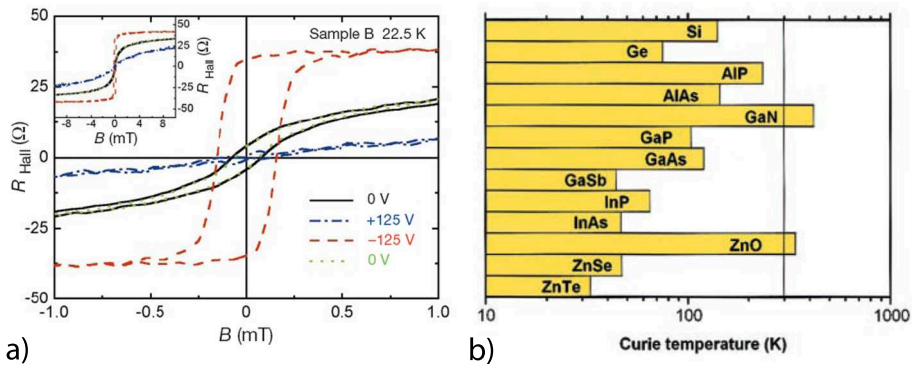 50
25
0
-25
-50
R Hall (Ω)
-1.0
-0.5
0
0.5
1.0
B (mT)
Sample B 22.5 K
0 V
+125 V
−125 V
0 V
50
25
0
-25
-50
R Hall (Ω)
-8
-4
0
4
8
B (mT)
a)
Si
Ge
AlP
AlAs
GaN
GaP
GaAs
GaSb
InP
InAs
ZnO
ZnSe
ZnTe
10
100
1000
Curie temperature (K)
b)